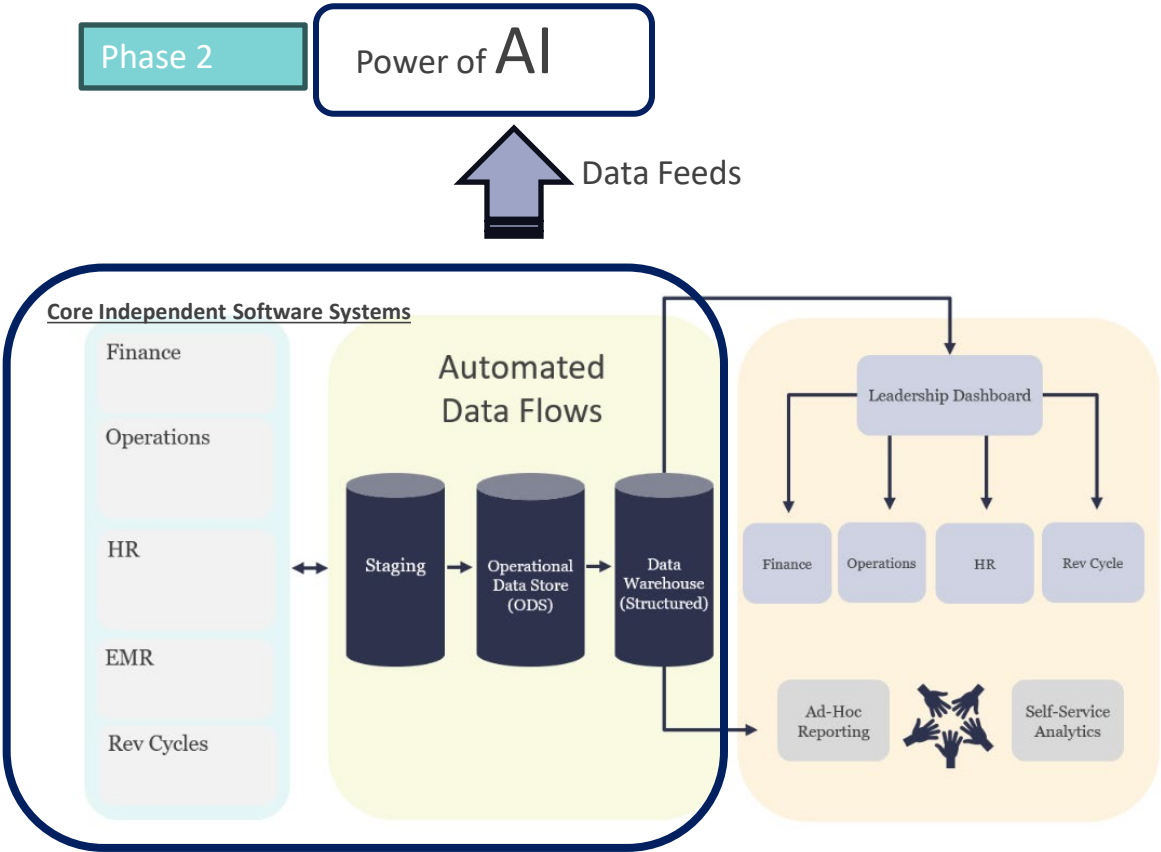 Phase 2
Power of AI
Data Feeds
Core Independent Software Systems
Finance
Operations
HR
EMR
Rev Cycles
Automated
Data Flows
Staging
Operational
Data Store
(ODS)
Data
Warehouse
(Structured)
Leadership Dashboard
Finance
Operations
HR
Rev Cycle
Ad-Hoc
Reporting
Self-Service
Analytics